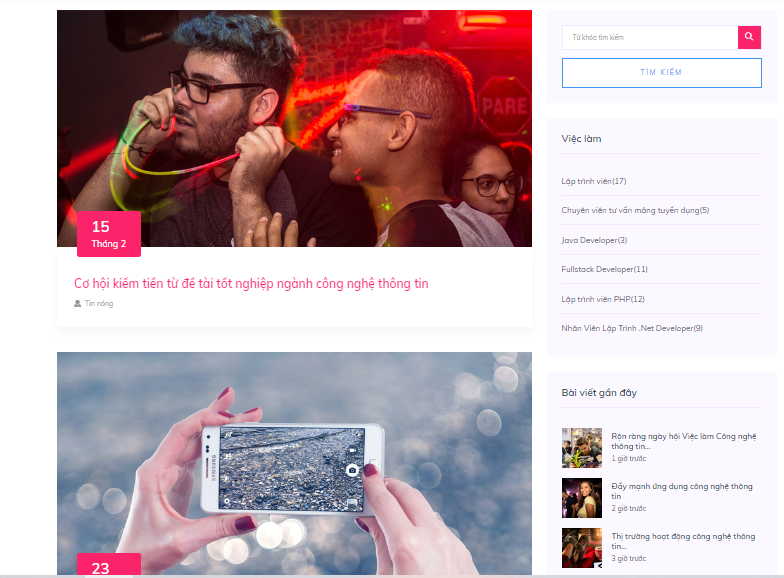 PARE
15
Tháng 2
Cơ hội kiếm tiền từ đề tài tốt nghiệp ngành công nghệ thông tin
Tin nóng
SAMSUNG
23
Từ khóa tìm kiếm
TÌM KIẾM
Việc làm
Lập trình viên(17)
Chuyên viên tư vấn mảng tuyển dụng(5)
Java Developer(3)
Fullstack Developer(11)
Lập trình viên PHP(12)
Nhân Viên Lập Trình .Net Developer(9)
Bài viết gần đây
Rộn ràng ngày hội Việc làm Công nghệ
thông tin...
1 giờ trước
Đẩy mạnh ứng dụng công nghệ thông
tin
2 giờ trước
Thị trường hoạt động công nghệ thông
tin...
3 giờ trước